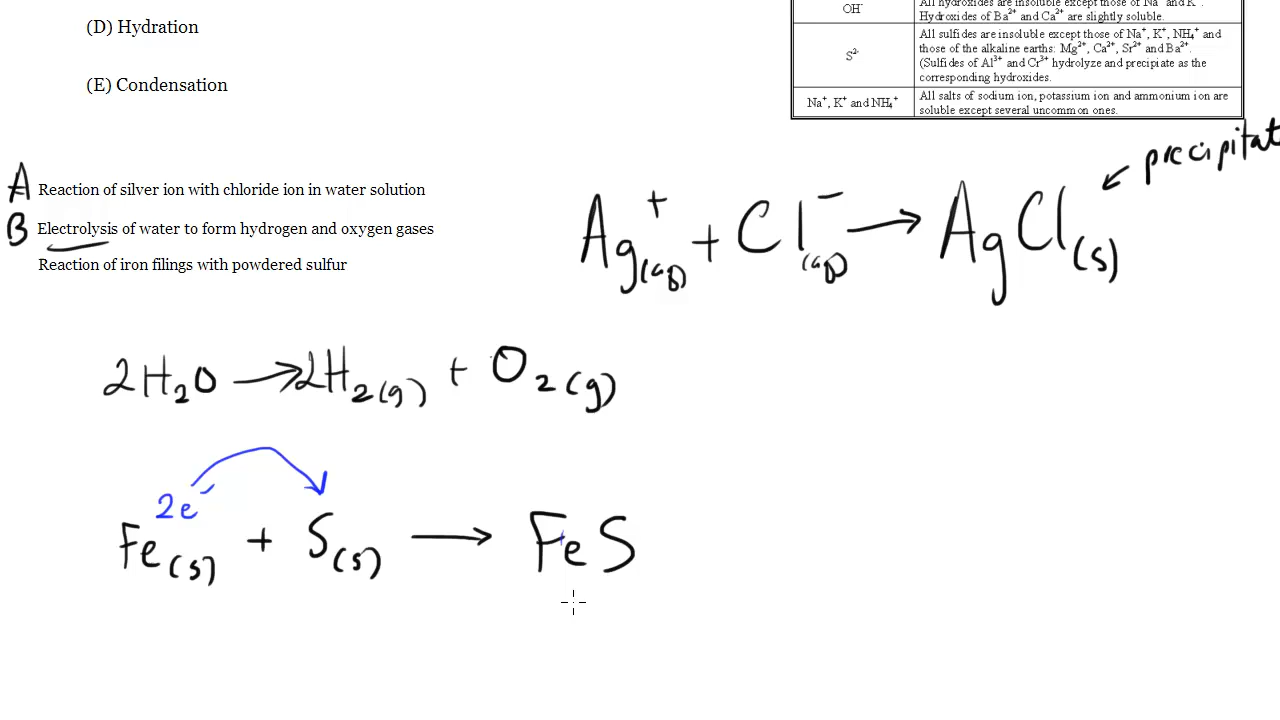 (D) Hydration
(E) Condensation
OH⁻
All hydroxides are insoluble except those of Na⁺ and K⁺.
Hydroxides of Ba²⁺ and Ca²⁺ are slightly soluble.
S²⁻
All sulfides are insoluble except those of Na⁺, K⁺, NH₄⁺ and
those of the alkaline earths: Mg²⁺, Ca²⁺, Sr²⁺ and Ba²⁺.
(Sulfides of Al³⁺ and Cr³⁺ hydrolyze and precipiate as the
corresponding hydroxides.
Na⁺, K⁺ and NH₄⁺
All salts of sodium ion, potassium ion and ammonium ion are
soluble except several uncommon ones.
A Reaction of silver ion with chloride ion in water solution
B Electrolysis of water to form hydrogen and oxygen gases
Reaction of iron filings with powdered sulfur
precipitat
Ag⁺(aq) + Cl⁻(aq) → AgCl(s)
2H₂O → 2H₂(g) + O₂(g)
2e⁻
Fe(s) + S(s) → FeS